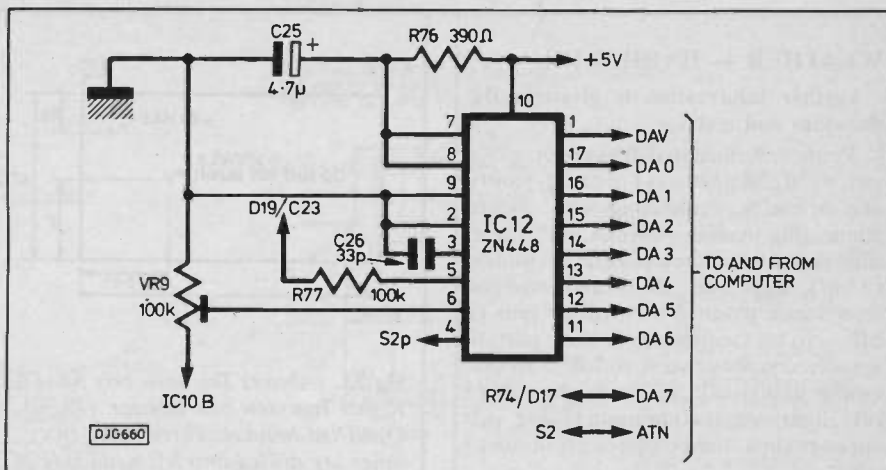 C25
+
4·7µ
R76 390Ω
+5V
10
7
8
9
2
3
5
6
4
1
17
16
15
14
13
12
11
IC12
ZN448
DAV
DA 0
DA 1
DA 2
DA 3
DA 4
DA 5
DA 6
TO AND FROM
COMPUTER
D19/C23
C26
33p
R77
100k
VR9
100k
S2p
IC10 B
R74/D17
DA 7
S2
ATN
DJG660